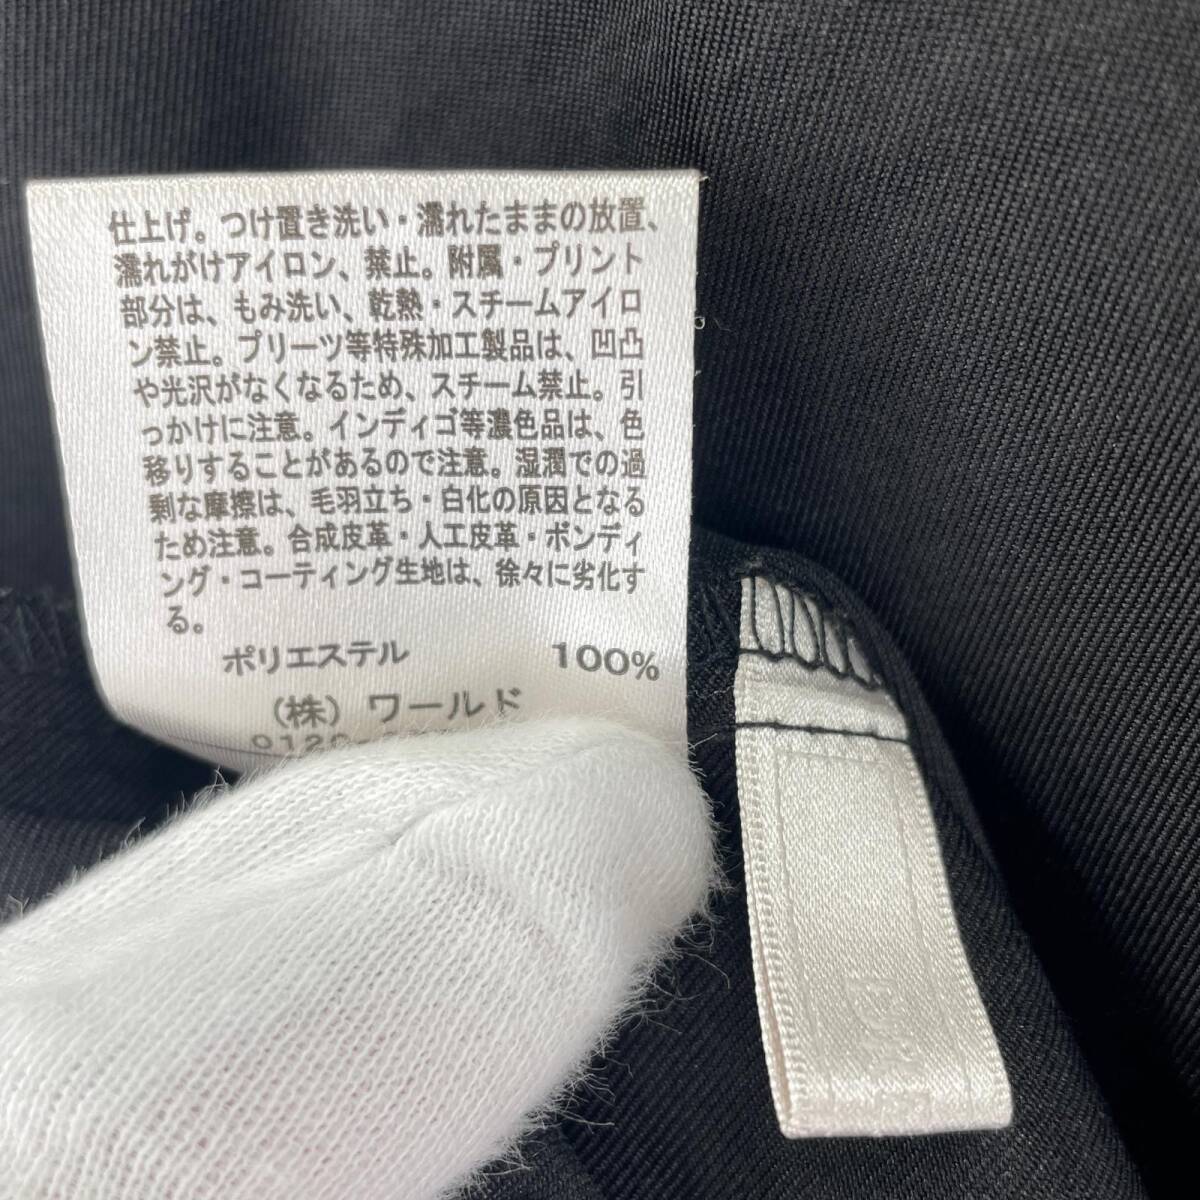 仕上げ。つけ置き洗い・濡れたままの放置、
濡れがけアイロン、禁止。附属・プリント
部分は、もみ洗い、乾熱・スチームアイロ
ン禁止。プリーツ等特殊加工製品は、凹凸
や光沢がなくなるため、スチーム禁止。引
っかけに注意。インディゴ等濃色品は、色
移りすることがあるので注意。湿潤での過
剰な摩擦は、毛羽立ち・白化の原因となる
ため注意。合成皮革・人工皮革・ボンディ
ング・コーティング生地は、徐々に劣化す
る。
ポリエステル 100%
（株）ワールド
0120